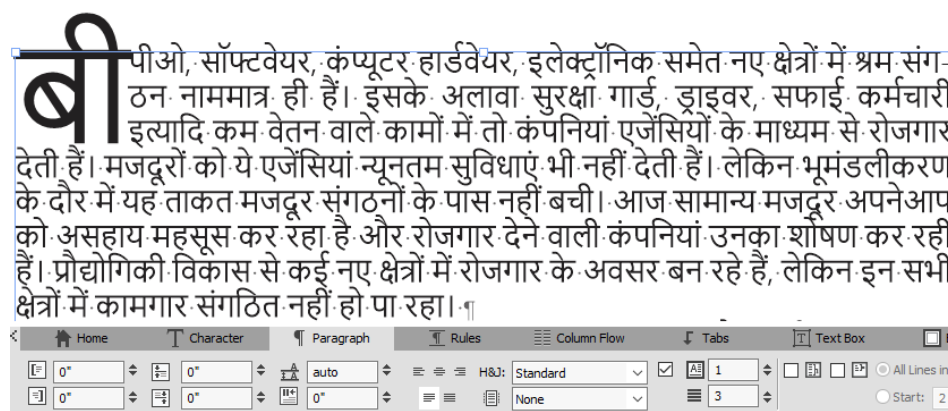 बीपीओ, सॉफ्टवेयर, कंप्यूटर हार्डवेयर, इलेक्ट्रॉनिक समेत नए क्षेत्रों में श्रम संग-
ठन नाममात्र ही हैं। इसके अलावा सुरक्षा गार्ड, ड्राइवर, सफाई कर्मचारी
इत्यादि कम वेतन वाले कामों में तो कंपनियां एजेंसियों के माध्यम से रोजगार
देती हैं। मजदूरों को ये एजेंसियां न्यूनतम सुविधाएं भी नहीं देती हैं। लेकिन भूमंडलीकरण
के दौर में यह ताकत मजदूर संगठनों के पास नहीं बची। आज सामान्य मजदूर अपनेआप
को असहाय महसूस कर रहा है और रोजगार देने वाली कंपनियां उनका शोषण कर रही
हैं। प्रौद्योगिकी विकास से कई नए क्षेत्रों में रोजगार के अवसर बन रहे हैं, लेकिन इन सभी
क्षेत्रों में कामगार संगठित नहीं हो पा रहा। ¶
Home Character Paragraph Rules Column Flow Tabs Text Box
0" 0" auto H&J: Standard 1 All Lines in
0" 0" 0" None 3 Start: 2